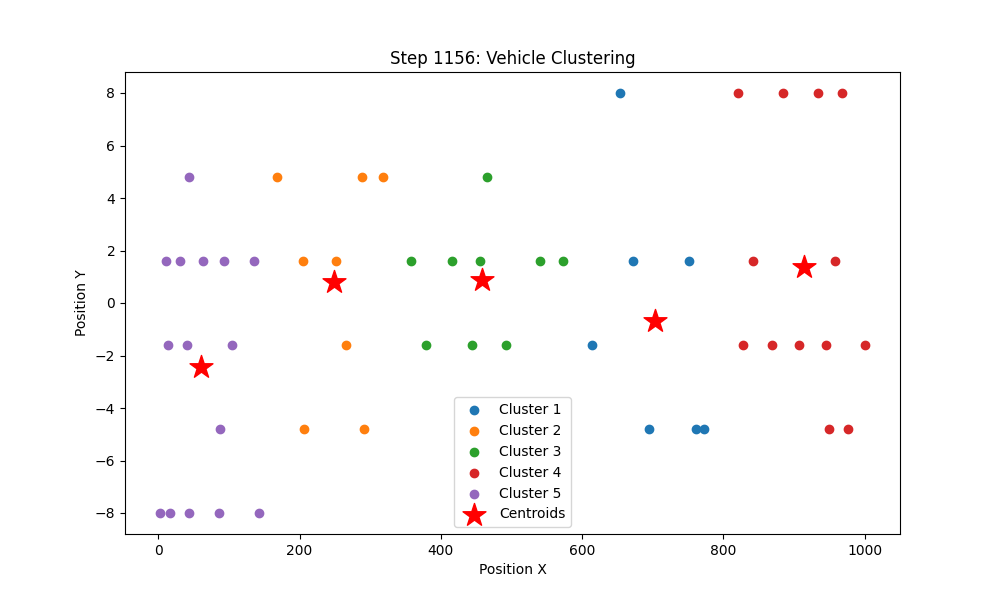 Step 1156: Vehicle Clustering
Position Y
8
6
4
2
0
−2
−4
−6
−8
Cluster 1
Cluster 2
Cluster 3
Cluster 4
Cluster 5
Centroids
0 200 400 600 800 1000
Position X